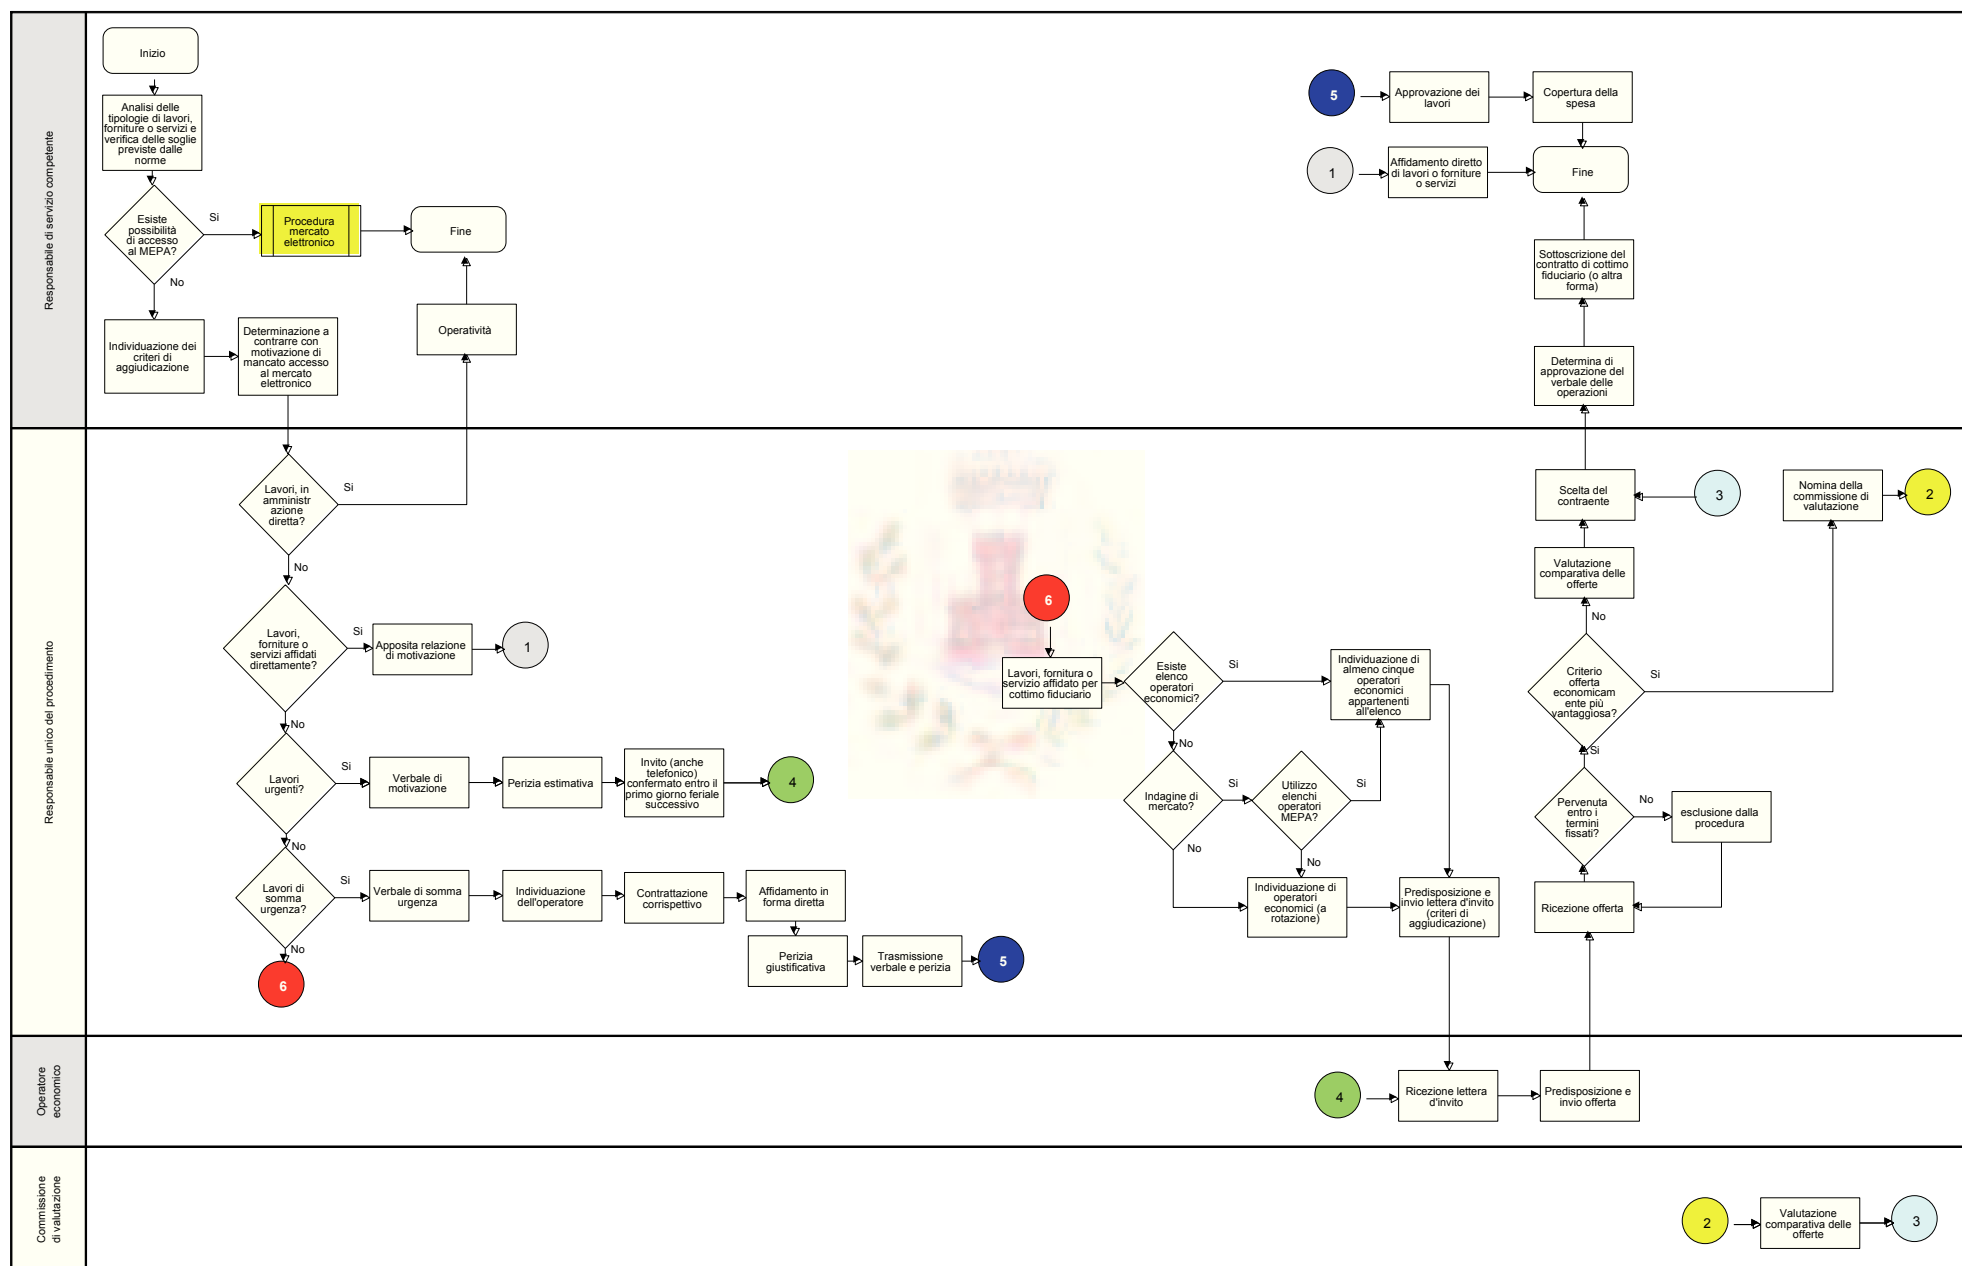 Responsabile di servizio competente
Inizio
Analisi delle
tipologie di lavori,
forniture o servizi e
verifica delle soglie
previste dalle
norme
Esiste
possibilità
di accesso
al MEPA?
Si
Procedura
mercato
elettronico
Fine
No
Individuazione dei
criteri di
aggiudicazione
Determinazione a
contrarre con
motivazione di
mancato accesso
al mercato
elettronico
Operatività
5
Approvazione dei
lavori
Copertura della
spesa
1
Affidamento diretto
di lavori o forniture
o servizi
Fine
Sottoscrizione del
contratto di cottimo
fiduciario (o altra
forma)
Determina di
approvazione del
verbale delle
operazioni
Responsabile unico del procedimento
Lavori, in
amministr
azione
diretta?
Si
No
Lavori,
forniture o
servizi affidati
direttamente?
Si
Apposita relazione
di motivazione
1
No
Lavori
urgenti?
Si
Verbale di
motivazione
Perizia estimativa
Invito (anche
telefonico)
confermato entro il
primo giorno feriale
successivo
4
No
Lavori di
somma
urgenza?
Si
Verbale di somma
urgenza
Individuazione
dell'operatore
Contrattazione
corrispettivo
Affidamento in
forma diretta
Perizia
giustificativa
Trasmissione
verbale e perizia
5
No
6
6
Lavori, fornitura o
servizio affidato per
cottimo fiduciario
Esiste
elenco
operatori
economici?
Si
Individuazione di
almeno cinque
operatori
economici
appartenenti
all'elenco
No
Indagine di
mercato?
Si
Utilizzo
elenchi
operatori
MEPA?
Si
No
No
Individuazione di
operatori
economici (a
rotazione)
Predisposizione e
invio lettera d'invito
(criteri di
aggiudicazione)
Scelta del
contraente
3
Nomina della
commissione di
valutazione
2
Valutazione
comparativa delle
offerte
No
Criterio
offerta
economicam
ente più
vantaggiosa?
Si
Si
Pervenuta
entro i
termini
fissati?
No
esclusione dalla
procedura
Ricezione offerta
Operatore
economico
4
Ricezione lettera
d'invito
Predisposizione e
invio offerta
Commissione
di valutazione
2
Valutazione
comparativa delle
offerte
3